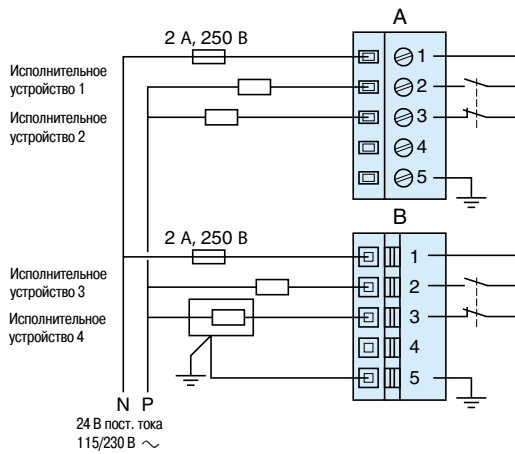 A
2 А, 250 В
1
Исполнительное
устройство 1
2
Исполнительное
устройство 2
3
4
5
B
2 А, 250 В
1
Исполнительное
устройство 3
2
Исполнительное
устройство 4
3
4
5
N P
24 В пост. тока
115/230 В ~